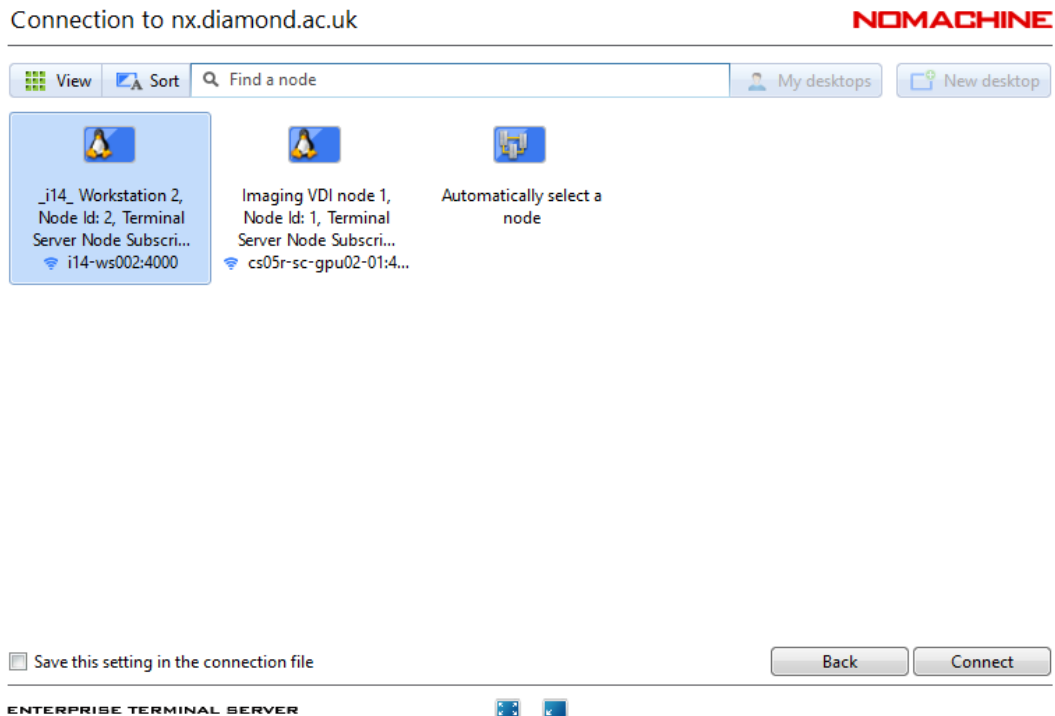 Connection to nx.diamond.ac.uk
NOMACHINE
View
Sort
Find a node
My desktops
New desktop
_i14_ Workstation 2,
Node Id: 2, Terminal
Server Node Subscri...
i14-ws002:4000
Imaging VDI node 1,
Node Id: 1, Terminal
Server Node Subscri...
cs05r-sc-gpu02-01:4...
Automatically select a
node
Save this setting in the connection file
Back
Connect
ENTERPRISE TERMINAL SERVER